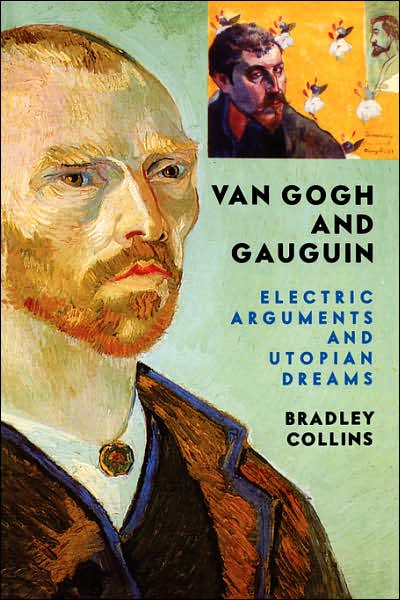 VAN GOGH
AND
GAUGUIN
ELECTRIC
ARGUMENTS
AND
UTOPIAN
DREAMS
BRADLEY
COLLINS